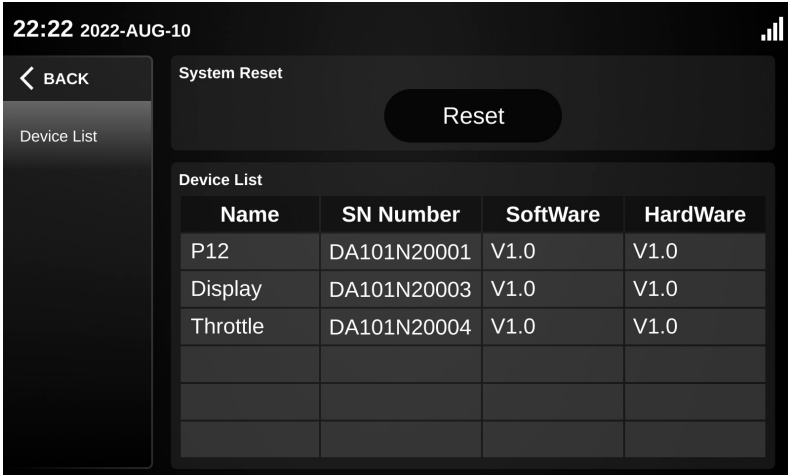 22:22 2022-AUG-10
BACK
Device List
System Reset
Reset
Device List
Name SN Number SoftWare HardWare
P12 DA101N20001 V1.0 V1.0
Display DA101N20003 V1.0 V1.0
Throttle DA101N20004 V1.0 V1.0